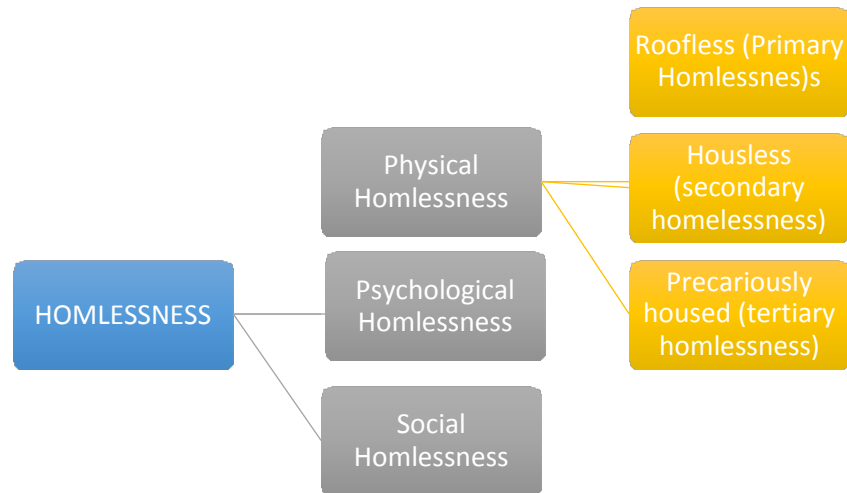 HOMLESSNESS
Physical
Homlessness
Psychological
Homlessness
Social
Homlessness
Roofless (Primary
Homlessnes)s
Housless
(secondary
homelessness)
Precariously
housed (tertiary
homlessness)